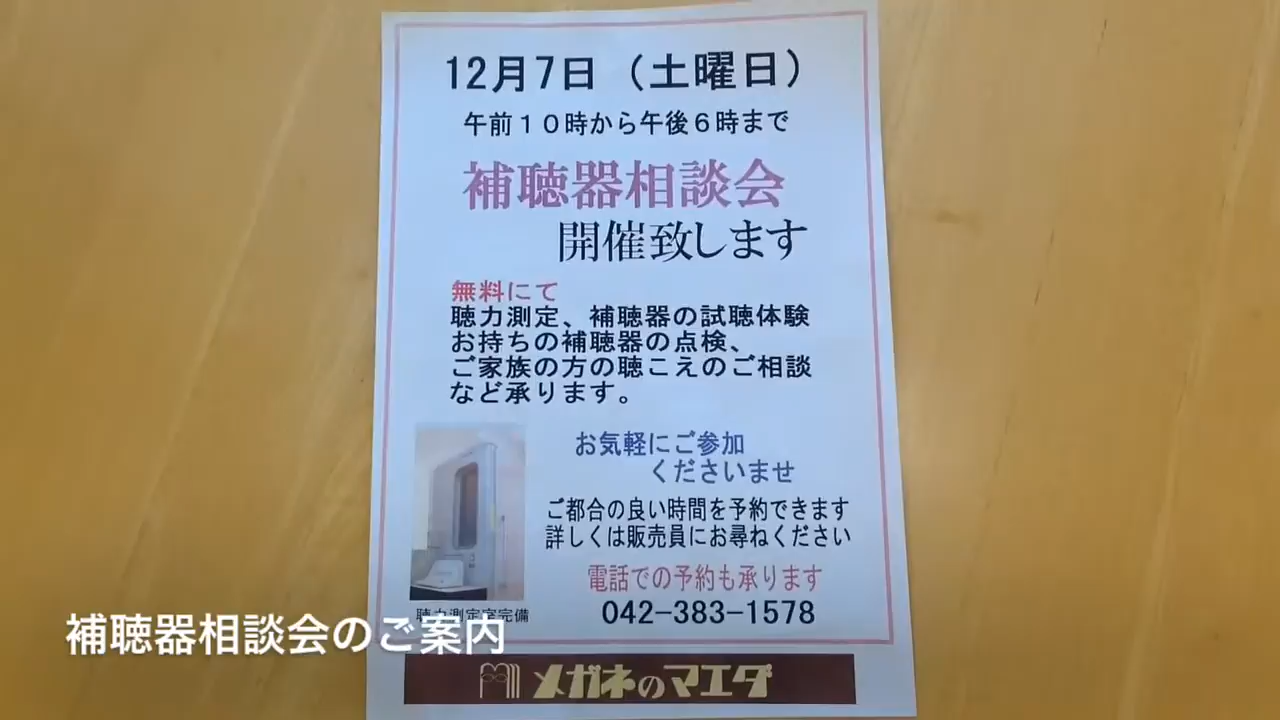 12月7日（土曜日）
午前１０時から午後６時まで
補聴器相談会
開催致します
無料にて
聴力測定、補聴器の試聴体験
お持ちの補聴器の点検、
ご家族の方の聴こえのご相談
など承ります。
お気軽にご参加
くださいませ
ご都合の良い時間を予約できます
詳しくは販売員にお尋ねください
電話での予約も承ります
042-383-1578
聴力測定室完備
補聴器相談会のご案内
メガネのマエダ